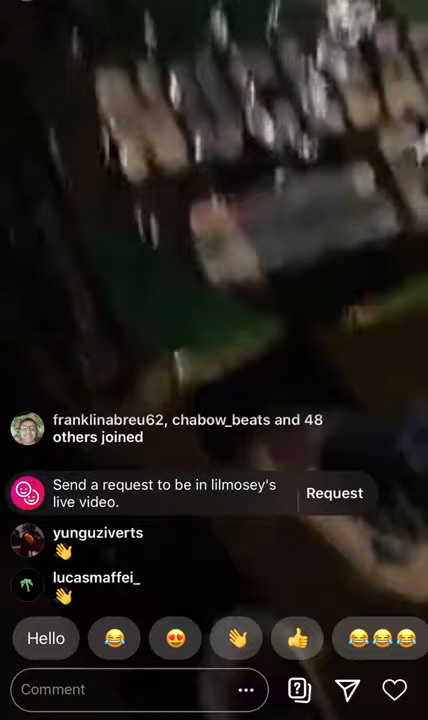 franklinabreu62, chabow_beats and 48
others joined
Send a request to be in lilmosey's
live video.
Request
yunguziverts
👋
lucasmaffei_
👋
Hello
😂
😍
👋
👍
😂😂😂
Comment